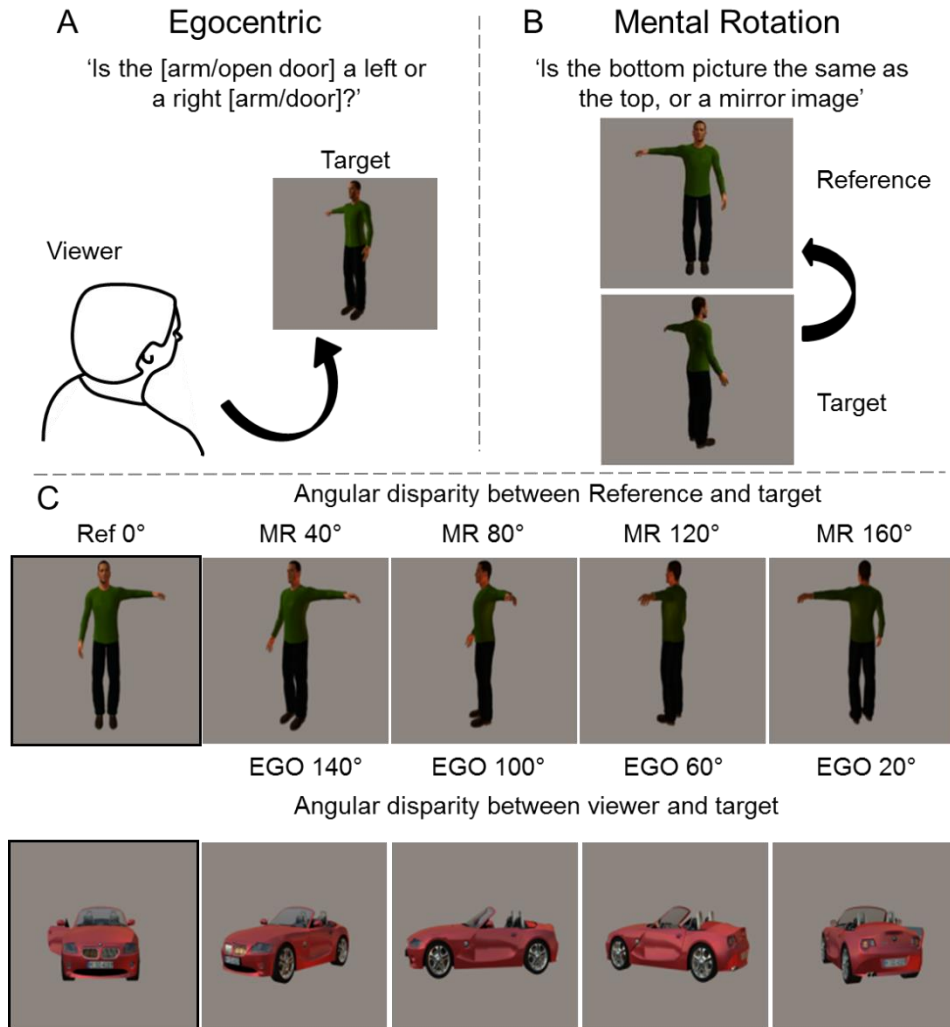 A Egocentric
'Is the [arm/open door] a left or
a right [arm/door]?'
Target
Viewer
B Mental Rotation
'Is the bottom picture the same as
the top, or a mirror image'
Reference
Target
C Angular disparity between Reference and target
Ref 0° MR 40° MR 80° MR 120° MR 160°
EGO 140° EGO 100° EGO 60° EGO 20°
Angular disparity between viewer and target